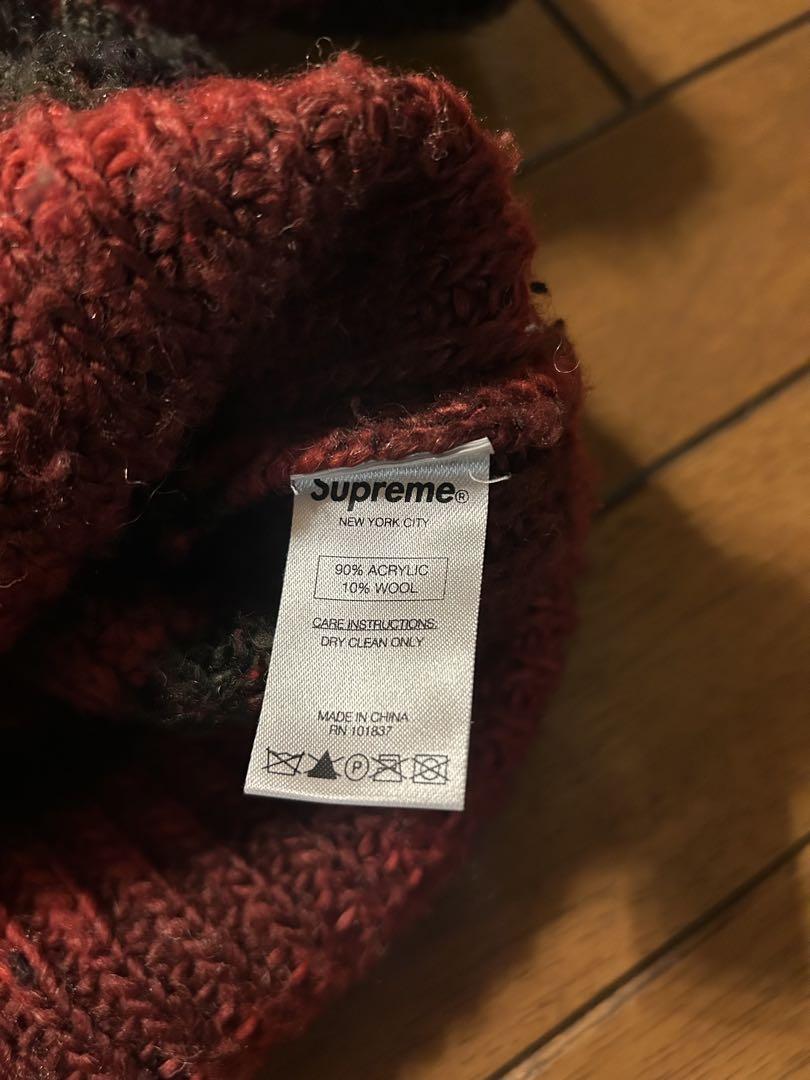 Supreme®
NEW YORK CITY
90% ACRYLIC
10% WOOL
CARE INSTRUCTIONS:
DRY CLEAN ONLY
MADE IN CHINA
RN 101837
P